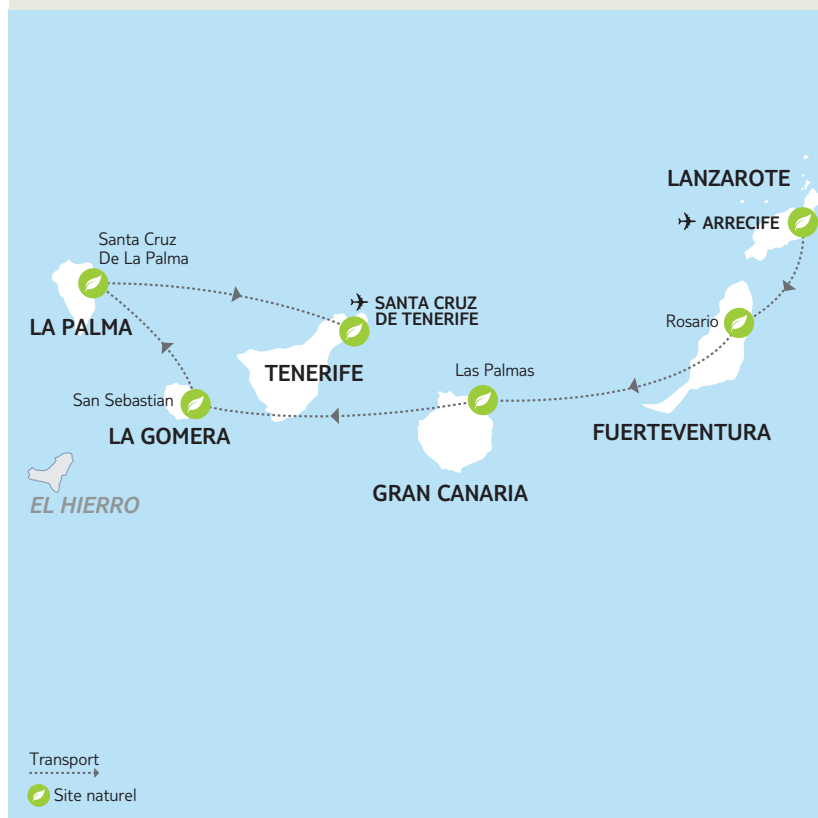 LANZAROTE
ARRECIFE
Santa Cruz
De La Palma
SANTA CRUZ
DE TENERIFE
LA PALMA
Rosario
TENERIFE
Las Palmas
San Sebastian
LA GOMERA
FUERTEVENTURA
GRAN CANARIA
EL HIERRO
Transport
Site naturel